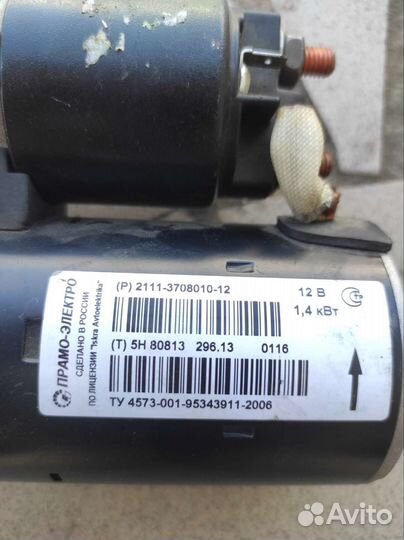 ПРАМО-ЭЛЕКТРО
СДЕЛАНО В РОССИИ
ПО ЛИЦЕНЗИИ "Iskra Avtoelektrika"
(P) 2111-3708010-12
12 В
1,4 кВт
(T) 5H 80813 296.13 0116
ТУ 4573-001-95343911-2006
Avito